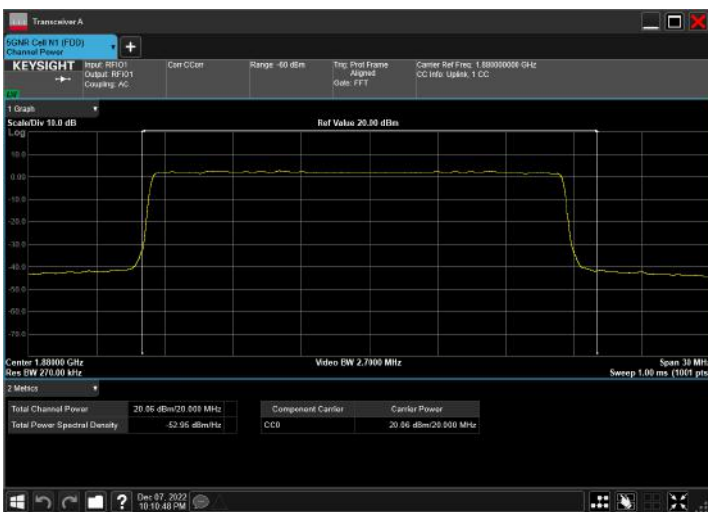 Transceiver A
5GNR Cell N1 (FDD)
Channel Power
KEYSIGHT
Input: RFIO1
Output: RFIO1
Coupling: AC
Corr CCorr
Range: -60 dBm
Trig: Prot Frame
Aligned
Gate: FFT
Carrier Ref Freq: 1.880000000 GHz
CC Info: Uplink, 1 CC
1 Graph
Scale/Div 10.0 dB
Ref Value 20.00 dBm
Log
10.0
0.00
-10.0
-20.0
-30.0
-40.0
-50.0
-60.0
-70.0
Center 1.88000 GHz
Video BW 2.7000 MHz
Span 30 MHz
Res BW 270.00 kHz
Sweep 1.00 ms (1001 pts
2 Metrics
Total Channel Power 20.06 dBm/20.000 MHz
Total Power Spectral Density -52.95 dBm/Hz
Component Carrier Carrier Power
CC0 20.06 dBm/20.000 MHz
?
Dec 07, 2022
10:10:48 PM